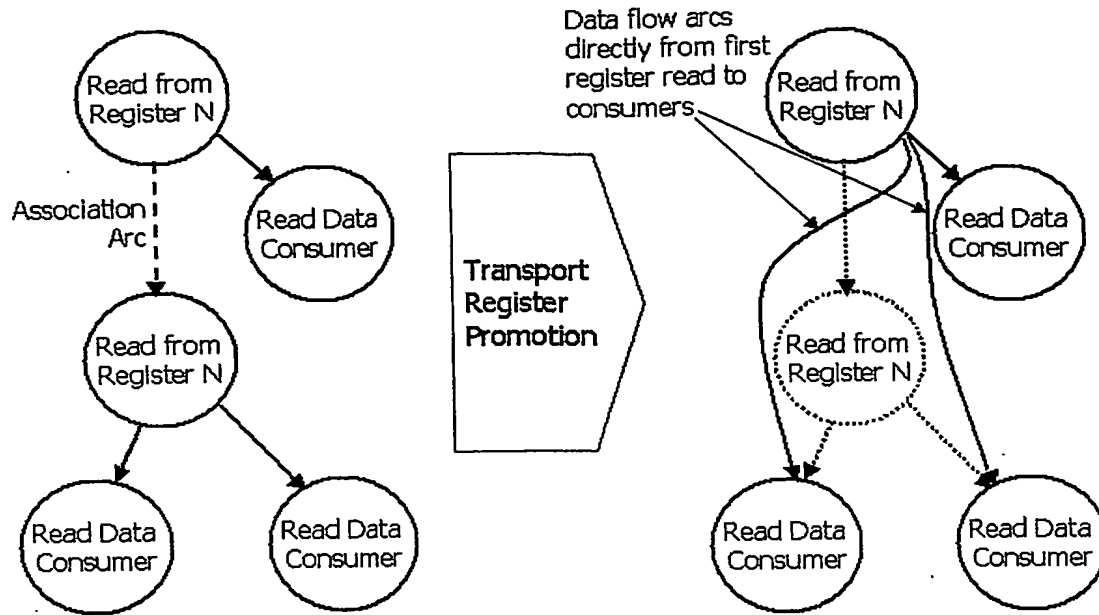 Read from
Register N
Read Data
Consumer
Association
Arc
Read from
Register N
Read Data
Consumer
Read Data
Consumer
Transport
Register
Promotion
Data flow arcs
directly from first
register read to
consumers
Read from
Register N
Read Data
Consumer
Read from
Register N
Read Data
Consumer
Read Data
Consumer